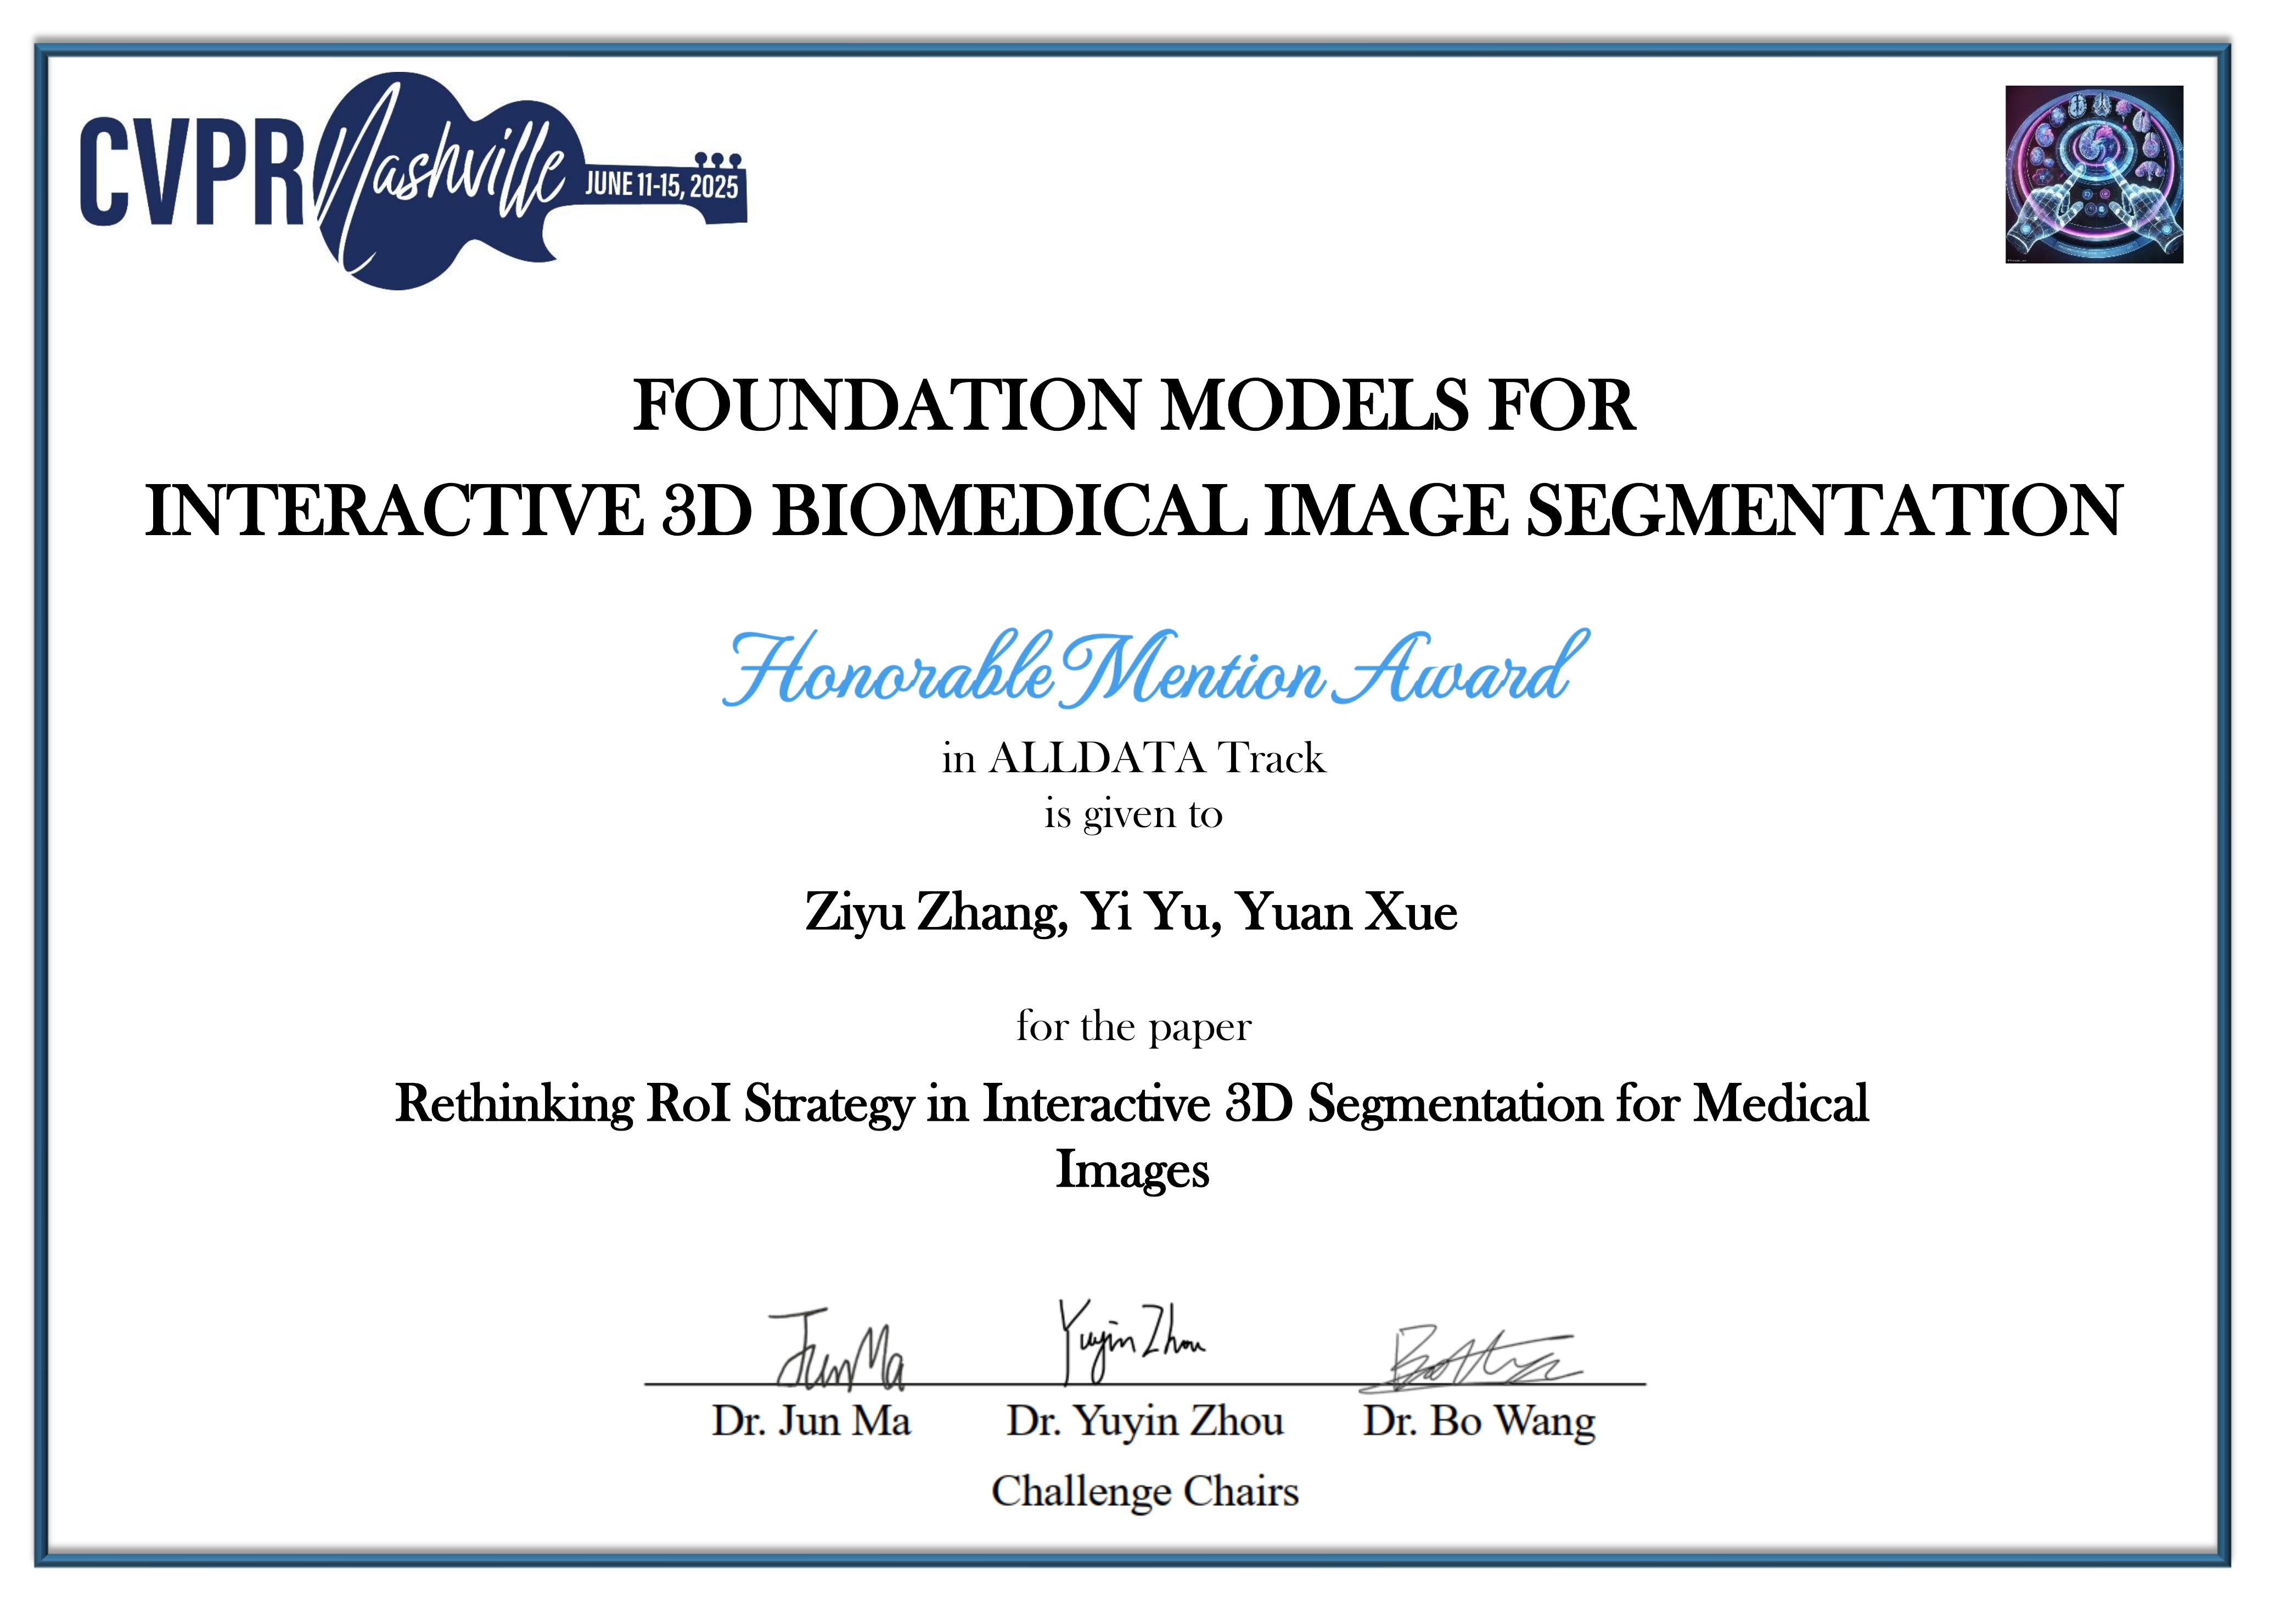 CVPR Nashville JUNE 11-15, 2025
FOUNDATION MODELS FOR
INTERACTIVE 3D BIOMEDICAL IMAGE SEGMENTATION
Honorable Mention Award
in ALLDATA Track
is given to
Ziyu Zhang, Yi Yu, Yuan Xue
for the paper
Rethinking RoI Strategy in Interactive 3D Segmentation for Medical
Images
Jun Ma Yuyin Zhou
Dr. Jun Ma Dr. Yuyin Zhou Dr. Bo Wang
Challenge Chairs